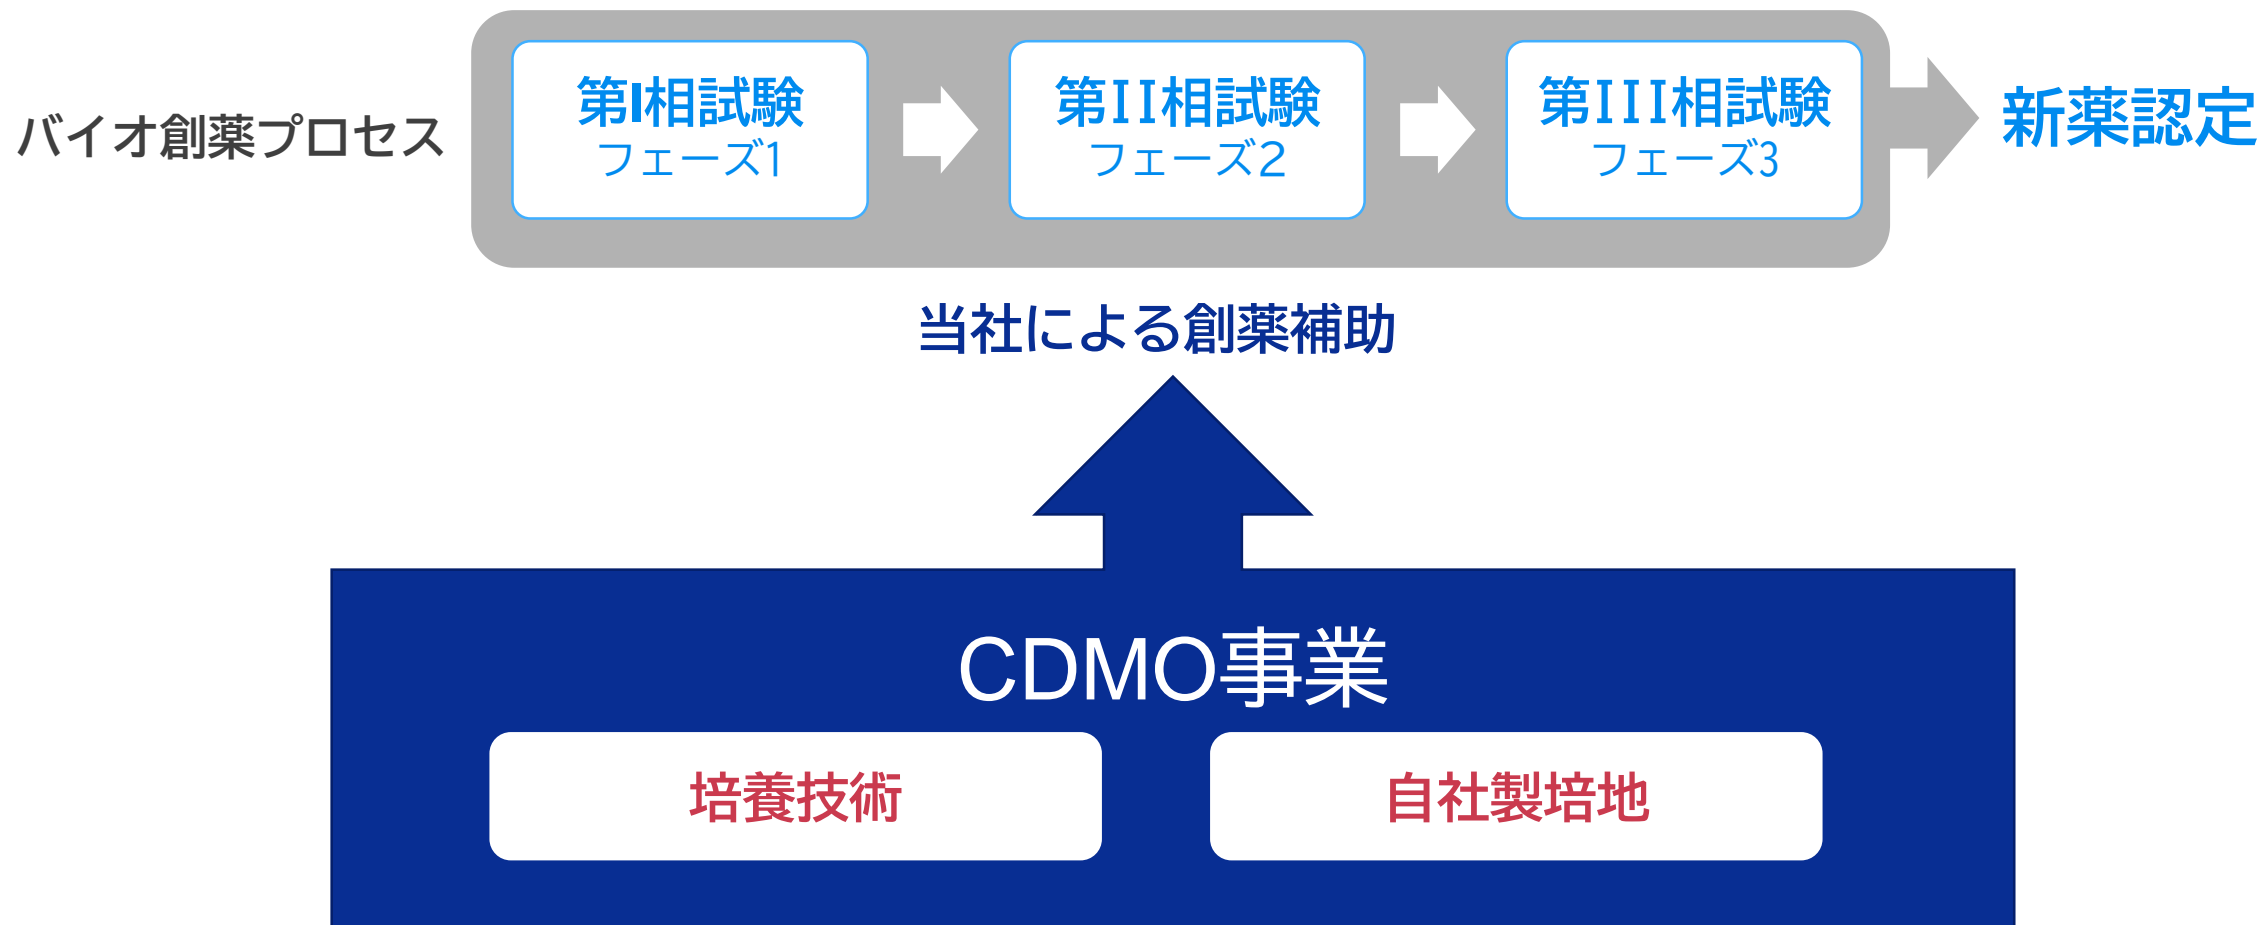 バイオ創薬プロセス
第I相試験
フェーズ1
第II相試験
フェーズ2
第III相試験
フェーズ3
新薬認定
当社による創薬補助
CDMO事業
培養技術
自社製培地